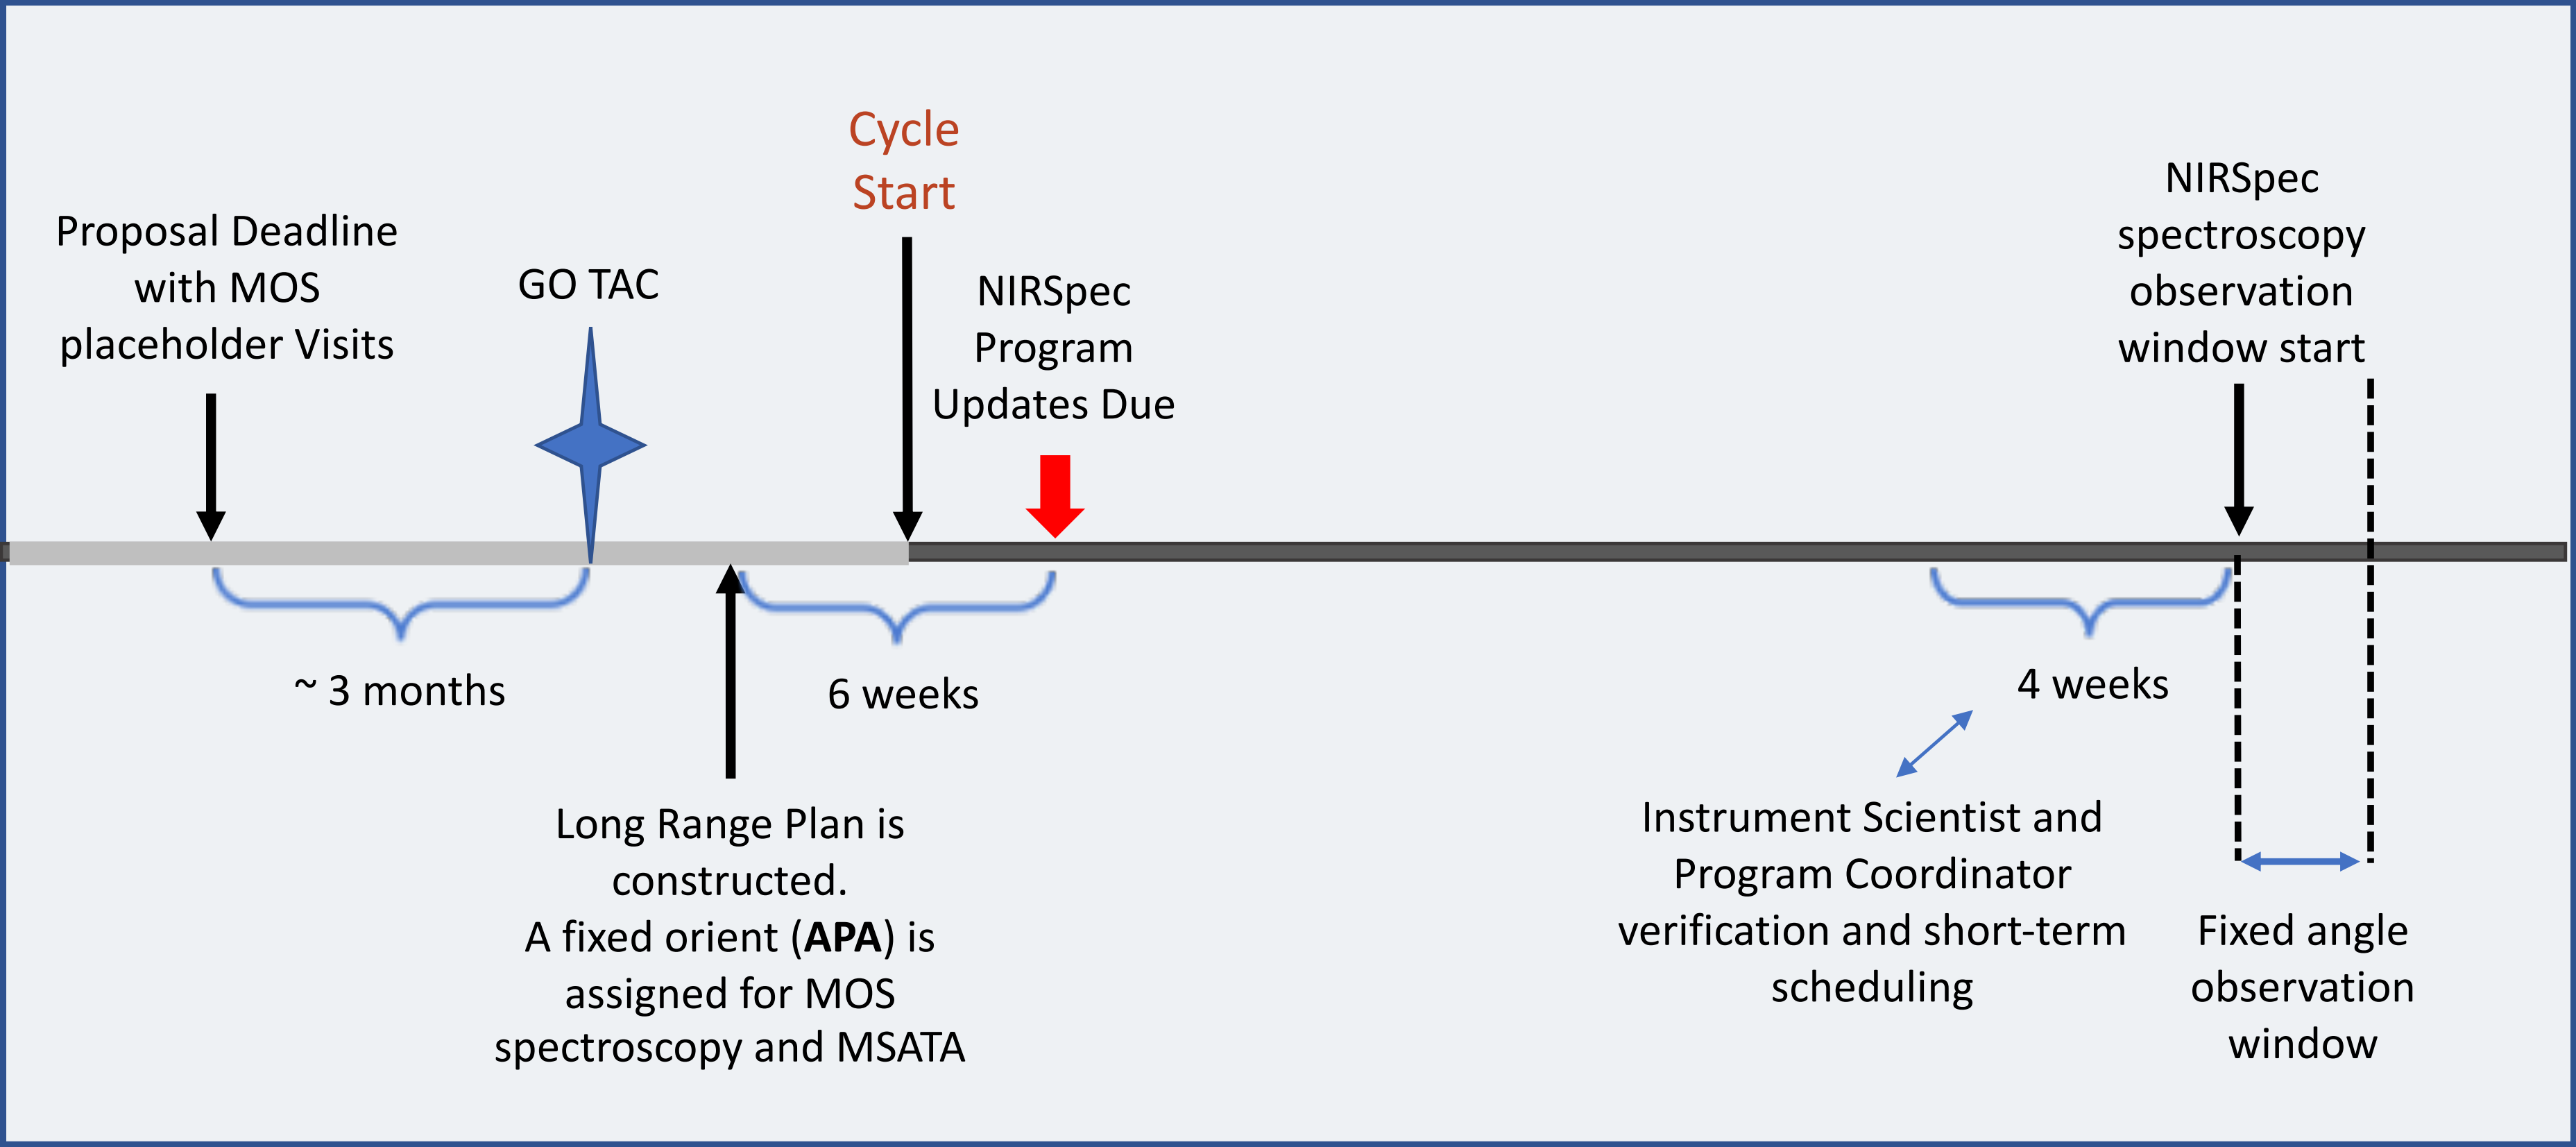 Proposal Deadline
with MOS
placeholder Visits
GO TAC
Cycle
Start
NIRSpec
Program
Updates Due
NIRSpec
spectroscopy
observation
window start
~ 3 months
6 weeks
4 weeks
Long Range Plan is
constructed.
A fixed orient (APA) is
assigned for MOS
spectroscopy and MSATA
Instrument Scientist and
Program Coordinator
verification and short-term
scheduling
Fixed angle
observation
window